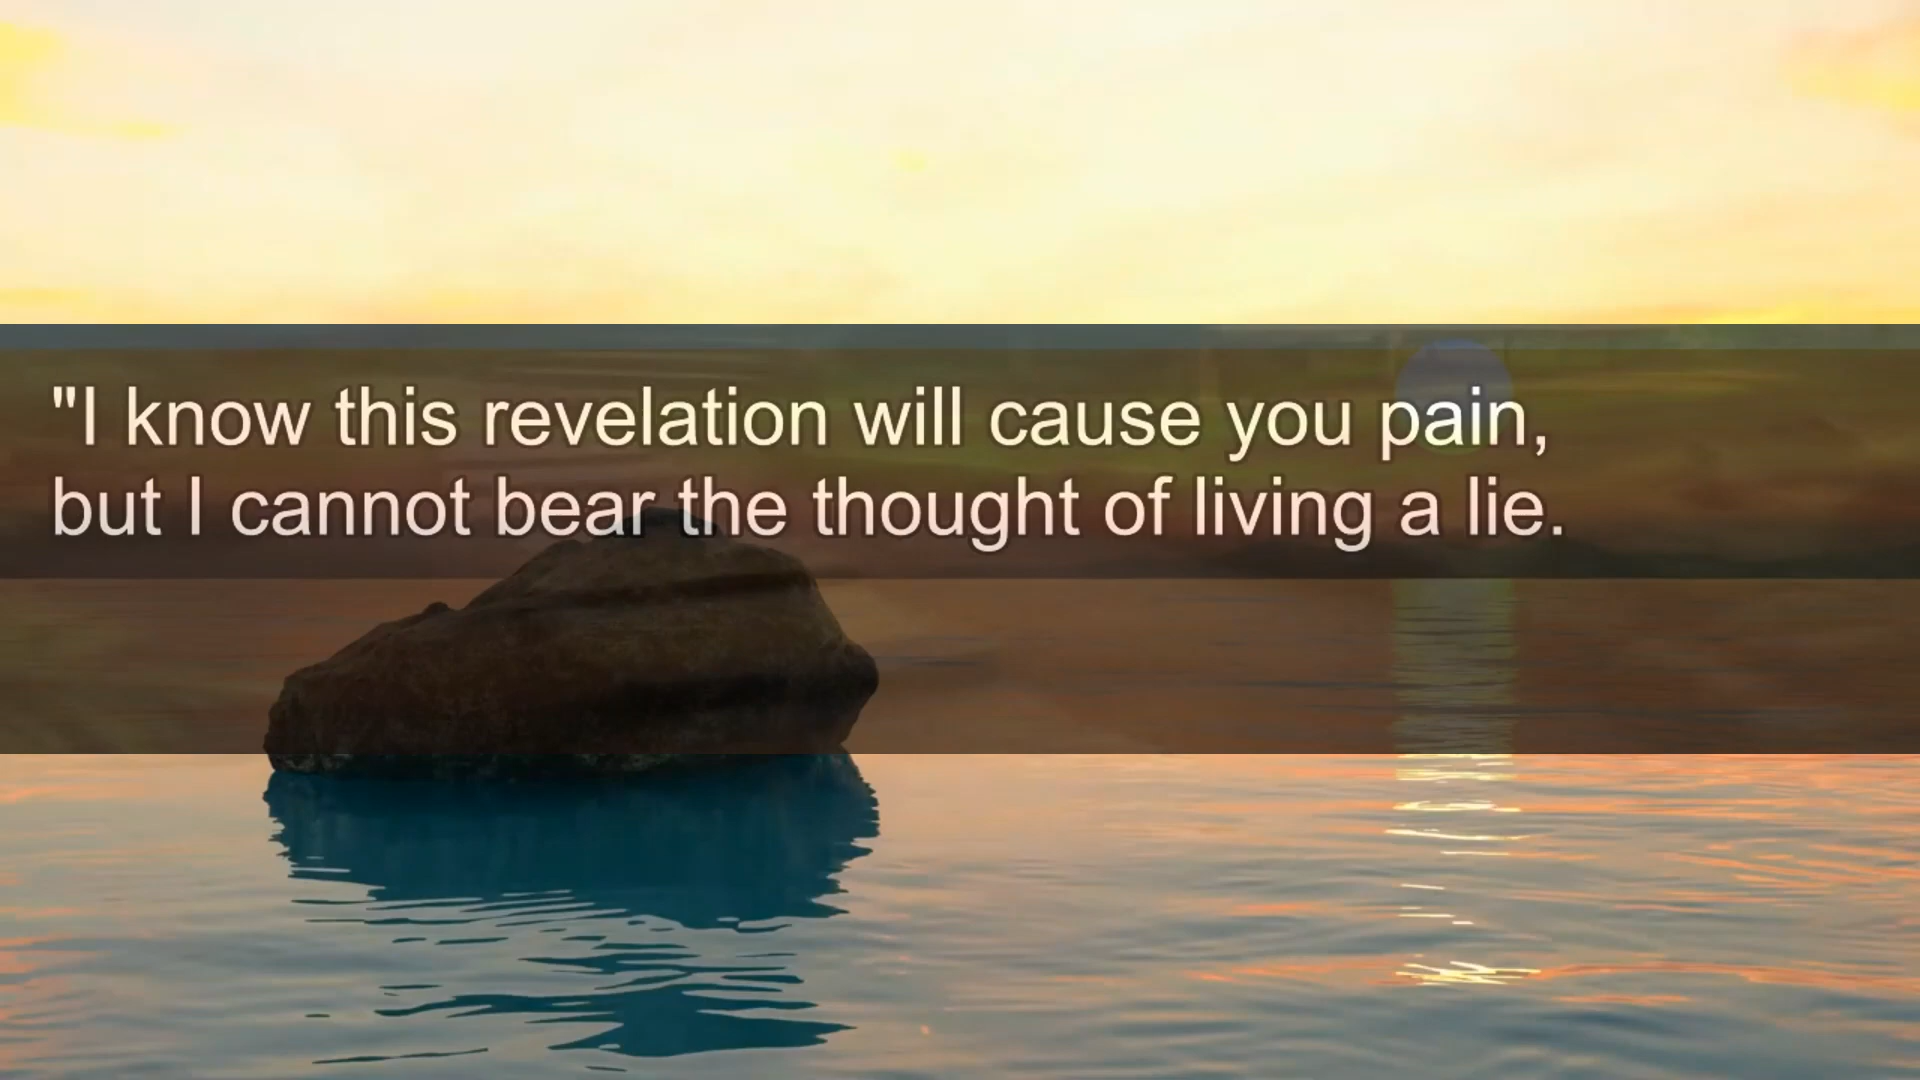 "I know this revelation will cause you pain,
but I cannot bear the thought of living a lie.